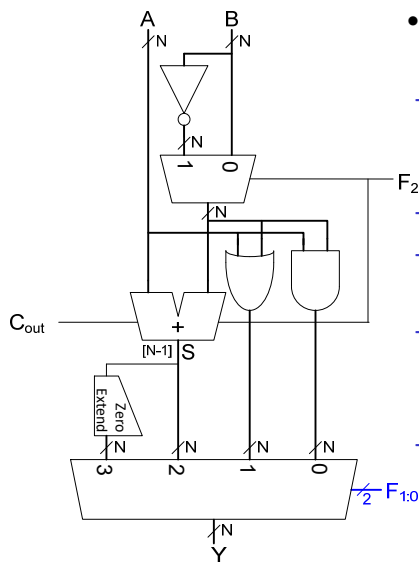 A B
N N
N
1 0
F2
N
Cout
+
[N-1] S
Zero
Extend
N N N N
3 2 1 0
2 F1:0
N
Y